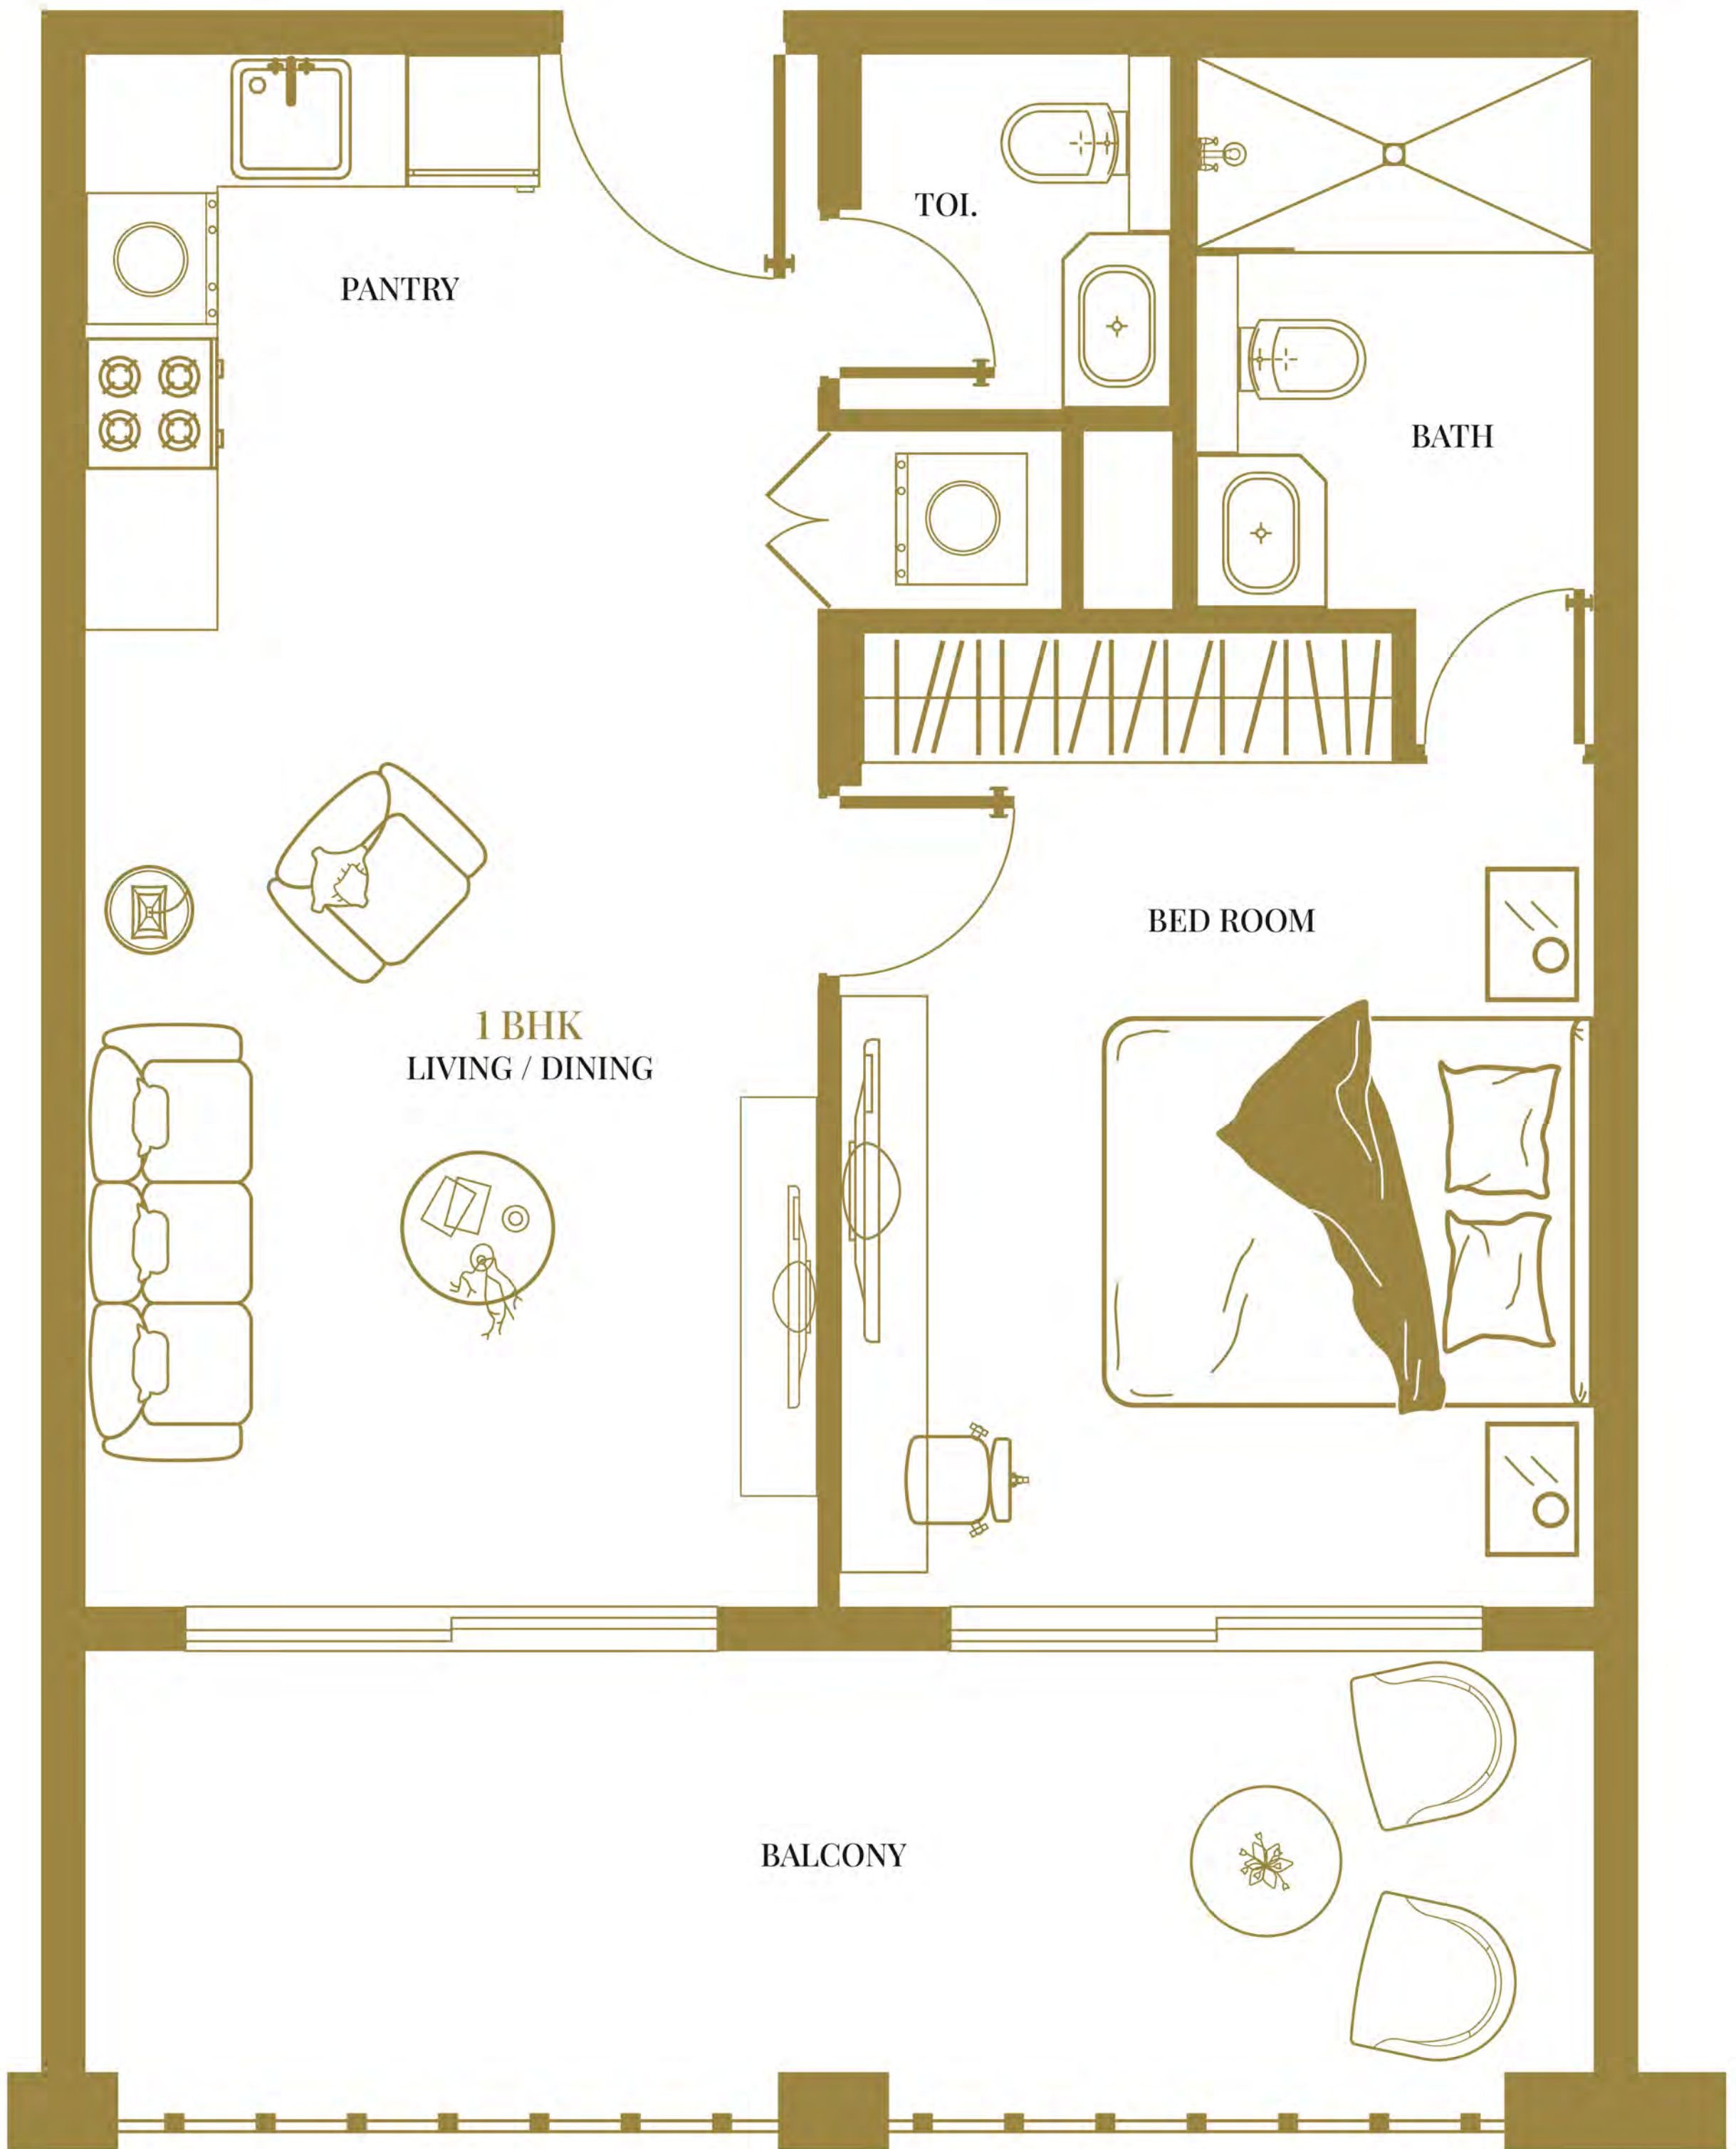 TOI.
PANTRY
BATH
BED ROOM
1 BHK
LIVING / DINING
BALCONY